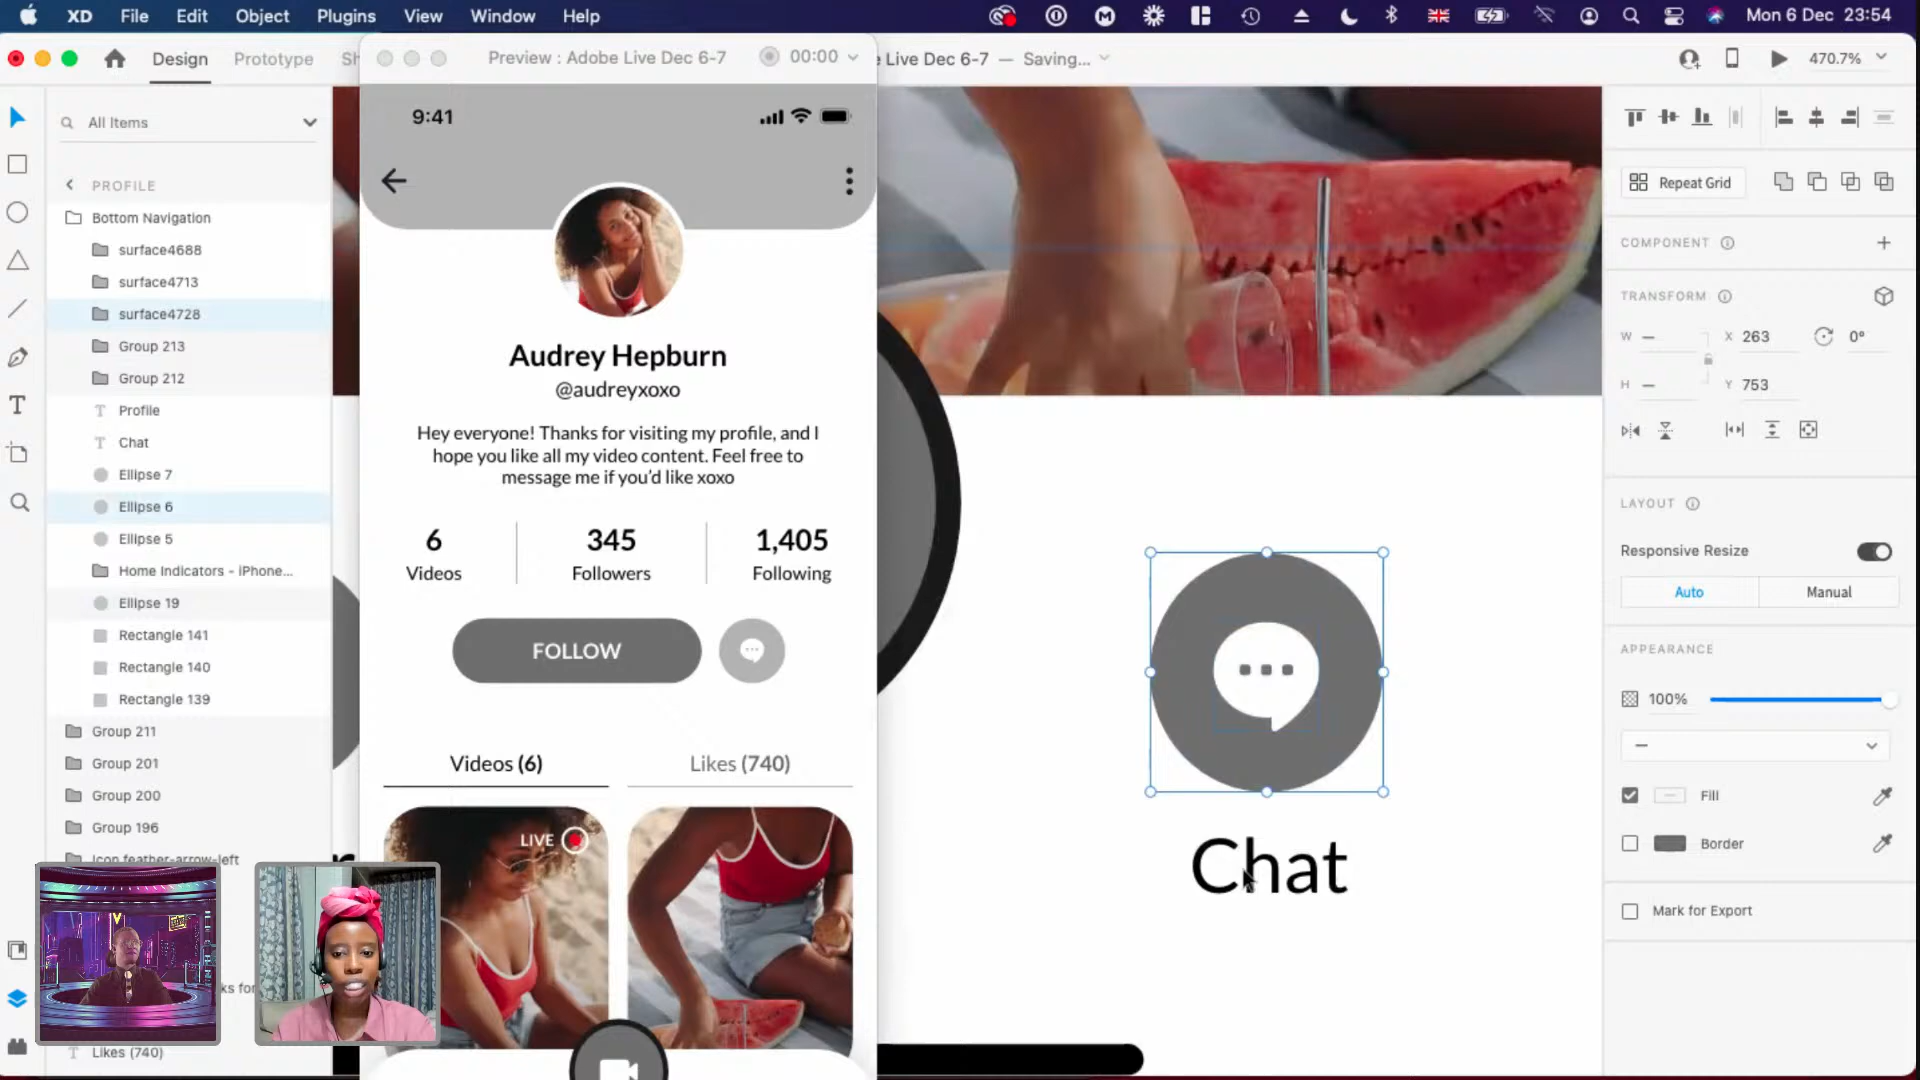 XD File Edit Object Plugins View Window Help Mon 6 Dec 23:54
Design Prototype Sh Preview : Adobe Live Dec 6-7 00:00 e Live Dec 6-7 — Saving... 470.7%
All Items
PROFILE
Bottom Navigation
surface4688
surface4713
surface4728
Group 213
Group 212
Profile
Chat
Ellipse 7
Ellipse 6
Ellipse 5
Home Indicators - iPhone...
Ellipse 19
Rectangle 141
Rectangle 140
Rectangle 139
Group 211
Group 201
Group 200
Group 196
Icon feather-arrow-left
ks for
Likes (740)
9:41
Audrey Hepburn
@audreyxoxo
Hey everyone! Thanks for visiting my profile, and I
hope you like all my video content. Feel free to
message me if you'd like xoxo
6 345 1,405
Videos Followers Following
FOLLOW
Videos (6) Likes (740)
LIVE
Chat
Repeat Grid
COMPONENT
TRANSFORM
W — X 263 0°
H — Y 753
LAYOUT
Responsive Resize
Auto Manual
APPEARANCE
100%
—
Fill
Border
Mark for Export